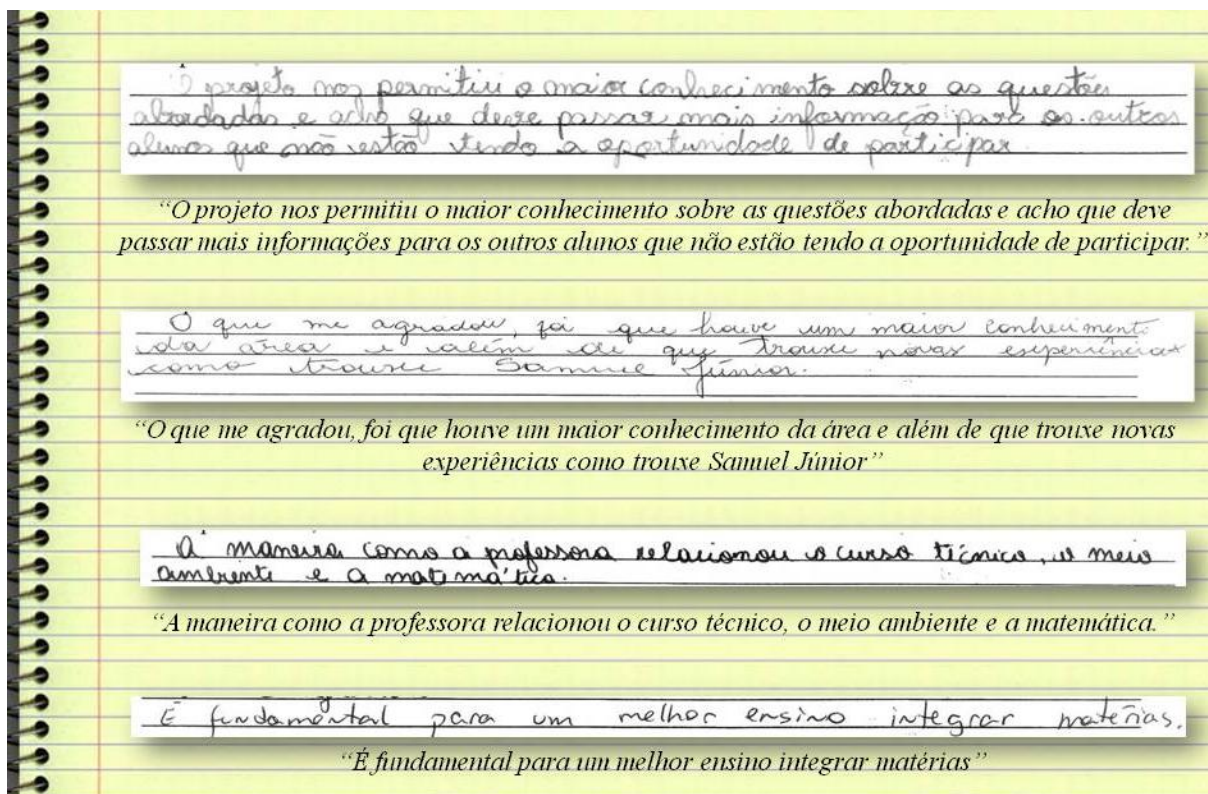 O projeto nos permitiu o maior conhecimento sobre as questões
abordadas e acho que deve passar mais informação para os outros
alunos que não estão tendo a oportunidade de participar.
“O projeto nos permitiu o maior conhecimento sobre as questões abordadas e acho que deve
passar mais informações para os outros alunos que não estão tendo a oportunidade de participar.”
O que me agradou, foi que houve um maior conheciment
da área e além de que trouxe novas experiências
como trouxe Samue Júnior.
“O que me agradou, foi que houve um maior conhecimento da área e além de que trouxe novas
experiências como trouxe Samuel Júnior”
A maneira como a professora relacionou o curso técnico, o meio
ambiente e a matemática.
“A maneira como a professora relacionou o curso técnico, o meio ambiente e a matemática.”
É fundamental para um melhor ensino integrar matérias.
“É fundamental para um melhor ensino integrar matérias”